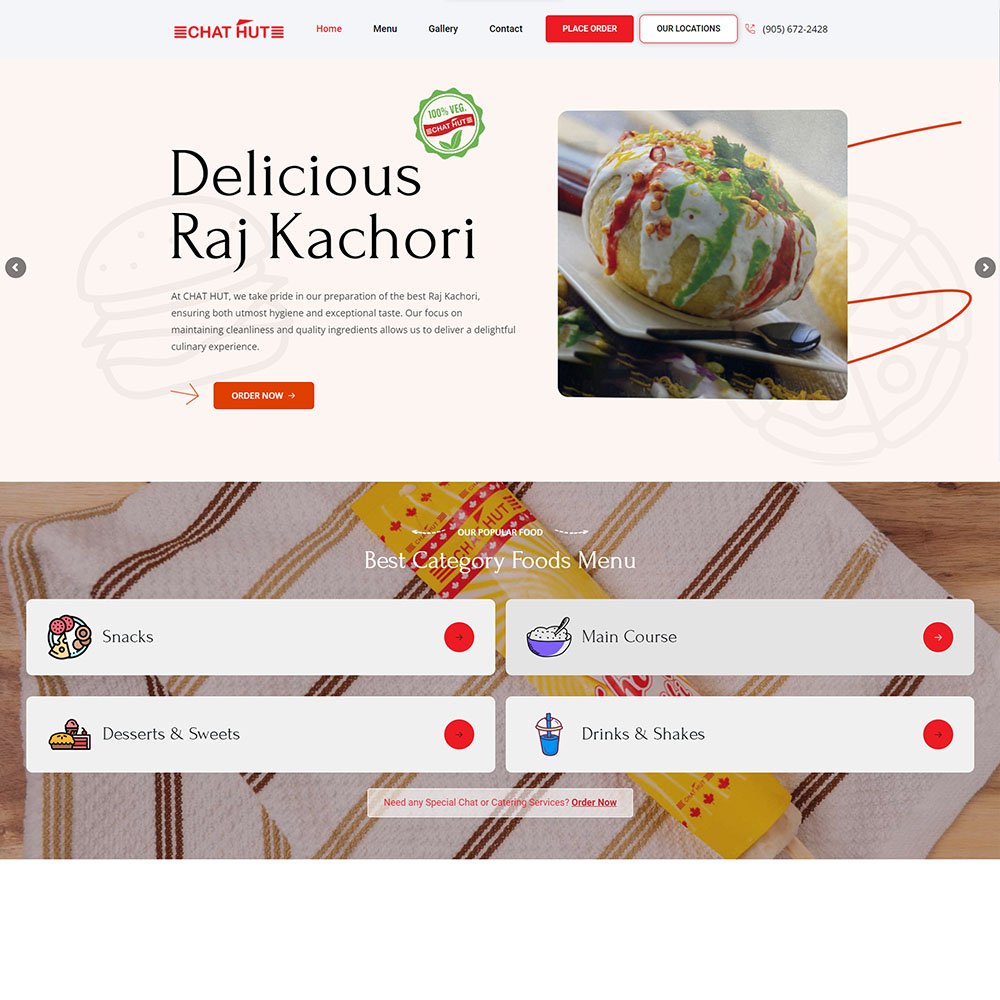 CHAT HUT
Home
Menu
Gallery
Contact
PLACE ORDER
OUR LOCATIONS
(905) 672-2428
100% VEG.
CHAT HUT
Delicious
Raj Kachori
At CHAT HUT, we take pride in our preparation of the best Raj Kachori,
ensuring both utmost hygiene and exceptional taste. Our focus on
maintaining cleanliness and quality ingredients allows us to deliver a delightful
culinary experience.
ORDER NOW
CHAT HUT
OUR POPULAR FOOD
Best Category Foods Menu
Snacks
Main Course
Desserts & Sweets
Drinks & Shakes
CHAT HUT
Need any Special Chat or Catering Services? Order Now